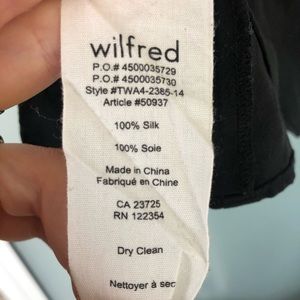 wilfred
P.O.# 4500035729
P.O.# 4500035730
Style #TWA4-2385-14
Article #50937
100% Silk
100% Soie
Made in China
Fabriqué en Chine
CA 23725
RN 122354
Dry Clean
Nettoyer à sec